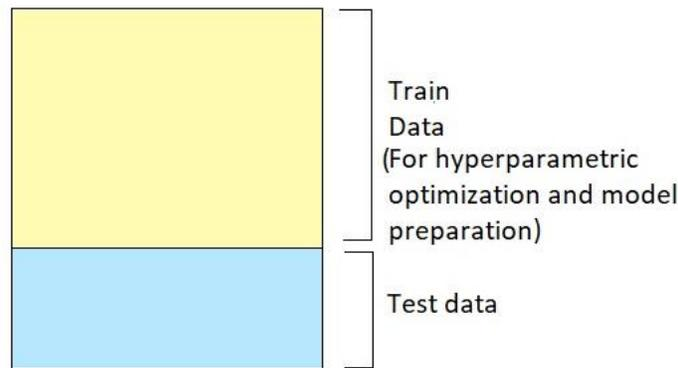 Train
Data
(For hyperparametric
optimization and model
preparation)
Test data